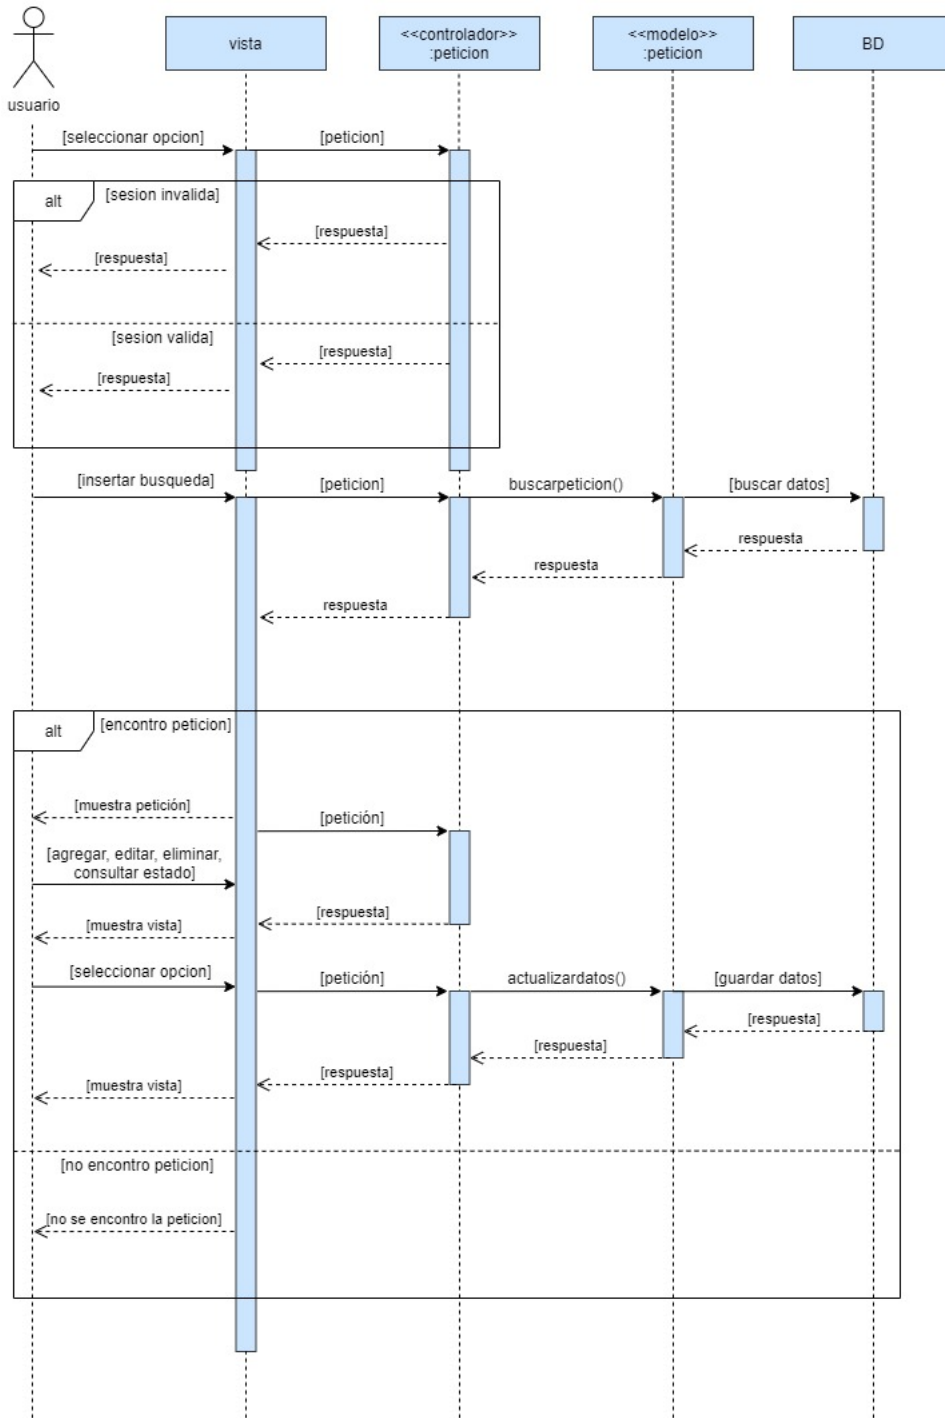 usuario
vista
<<controlador>>
:peticion
<<modelo>>
:peticion
BD
[seleccionar opcion]
[peticion]
alt
[sesion invalida]
[respuesta]
[respuesta]
[sesion valida]
[respuesta]
[respuesta]
[insertar busqueda]
[peticion]
buscarpeticion()
[buscar datos]
respuesta
respuesta
respuesta
alt
[encontro peticion]
[muestra petición]
[petición]
[agregar, editar, eliminar,
consultar estado]
[respuesta]
[muestra vista]
[seleccionar opcion]
[petición]
actualizardatos()
[guardar datos]
[respuesta]
[respuesta]
[respuesta]
[muestra vista]
[no encontro peticion]
[no se encontro la peticion]